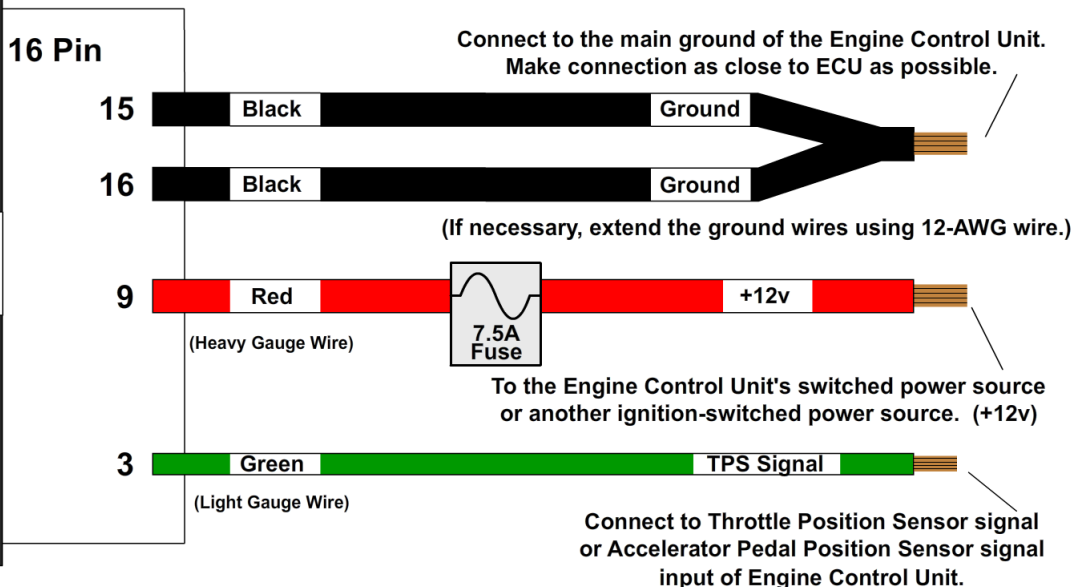 16 Pin
Connect to the main ground of the Engine Control Unit.
Make connection as close to ECU as possible.
15 Black Ground
16 Black Ground
(If necessary, extend the ground wires using 12-AWG wire.)
9 Red 7.5A +12v
Fuse
(Heavy Gauge Wire)
To the Engine Control Unit's switched power source
or another ignition-switched power source. (+12v)
3 Green TPS Signal
(Light Gauge Wire)
Connect to Throttle Position Sensor signal
or Accelerator Pedal Position Sensor signal
input of Engine Control Unit.